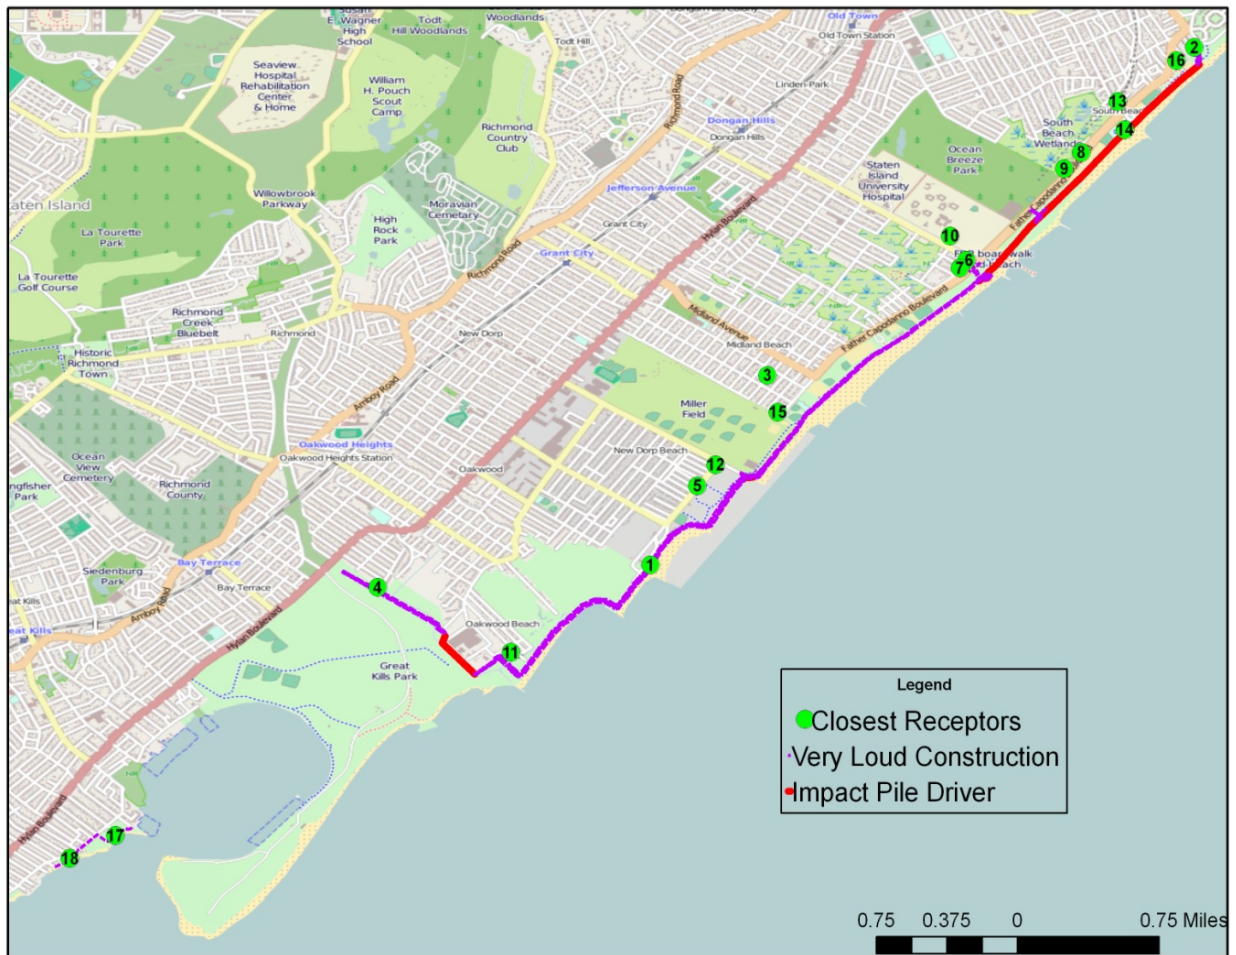 Susan
E Wagner
High
School
Todt
Hill Woodlands
Woodlands
Todt Hill
Old Town
Old Town Station
2
16
Seaview
Hospital
Rehabilitation
Center
& Home
William
H. Pouch
Scout
Camp
Richmond Road
Linden Park
13
South Beach
14
Richmond
Country
Club
Dongan Hills
Dongan Hills
South
Beach
Wetlands
8
9
Ocean
Breeze
Park
Staten
Island
University
Hospital
Father Capodanno
Willowbrook
Parkway
Jefferson Avenue
Moravian
Cemetery
Hylan Boulevard
taten Island
La Tourette
Park
High
Rock
Park
Grant City
Richmond Road
Grant City
10
6
7
La Tourette
Golf Course
Richmond
Creek
Bluebelt
Richmond
New Dorp
Midland Avenue
Midland Beach
Father Capodanno Boulevard
Historic
Richmond
Town
Amboy Road
3
15
Miller
Field
Oakwood Heights
Oakwood Heights Station
Oakwood
New Dorp Beach
12
5
Ocean
View
Cemetery
Richmond
County
ngfisher
Park
1
Siedenburg
Park
Bay Terrace
Bay Terrace
4
eat Kills
eat Kills
Amboy Road
Hylan Boulevard
Oakwood Beach
11
Great
Kills Park
Legend
Closest Receptors
Very Loud Construction
Impact Pile Driver
NR
Hylan Boulevard
17
18
0.75 0.375 0 0.75 Miles